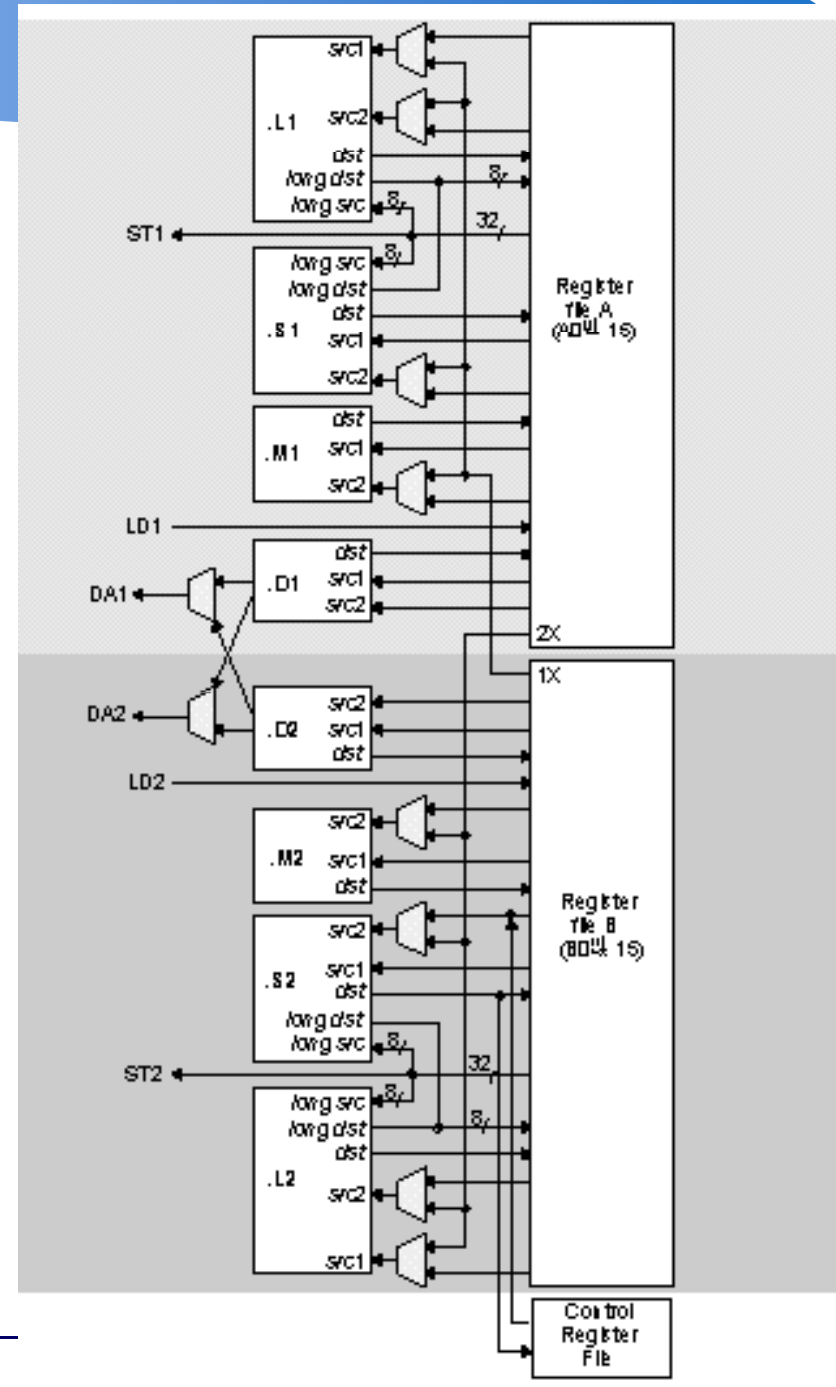 src1
.L1
src2
dst
long dst
8
long src
8
32
ST1
long src
8
long dst
dst
.S1
src1
src2
Register
file A
dst
.M1
src1
src2
LD1
dst
.D1
src1
src2
DA1
2X
1X
DA2
.D2
src2
src1
dst
LD2
src2
.M2
src1
dst
src2
.S2
src1
dst
long dst
long src
8
Register
file B
ST2
32
long src
8
long dst
8
dst
.L2
src2
src1
Control
Register
File